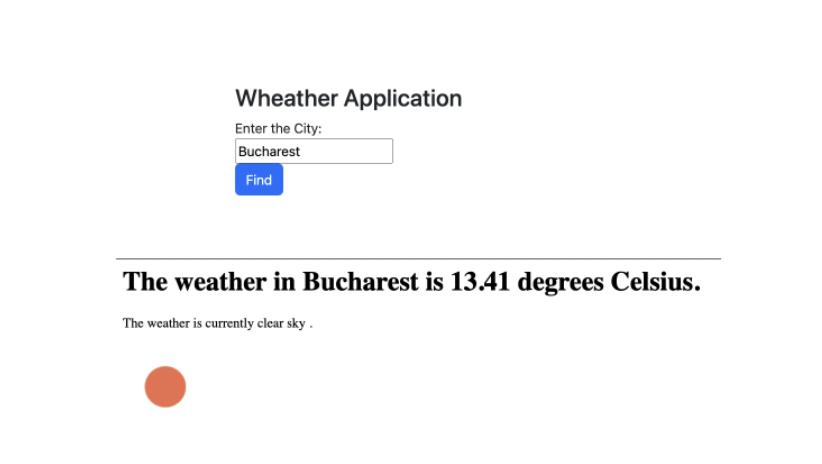 Wheather Application
Enter the City:
Bucharest
Find
The weather in Bucharest is 13.41 degrees Celsius.
The weather is currently clear sky .